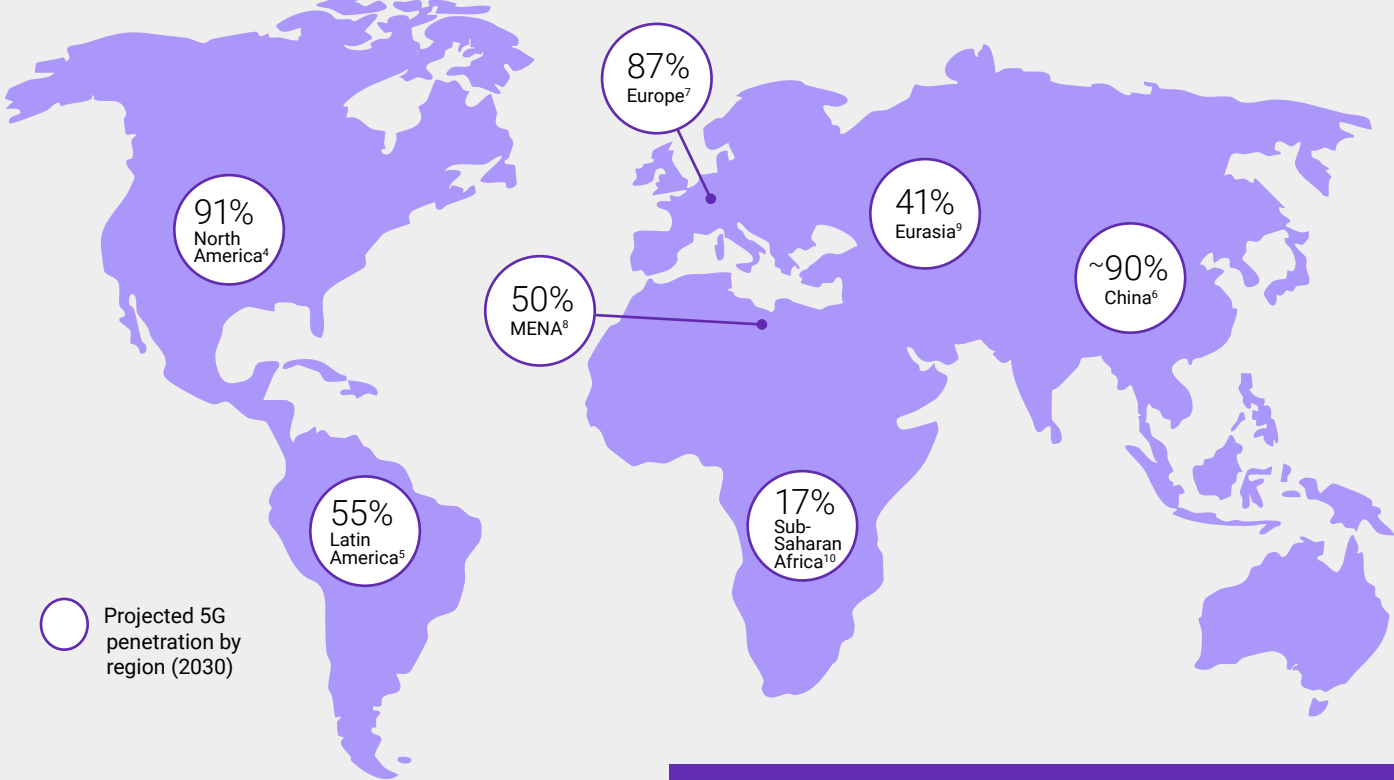 87%
Europe⁷
91%
North
America⁴
41%
Eurasia⁹
~90%
China⁶
50%
MENA⁸
55%
Latin
America⁵
17%
Sub-
Saharan
Africa¹⁰
Projected 5G
penetration by
region (2030)